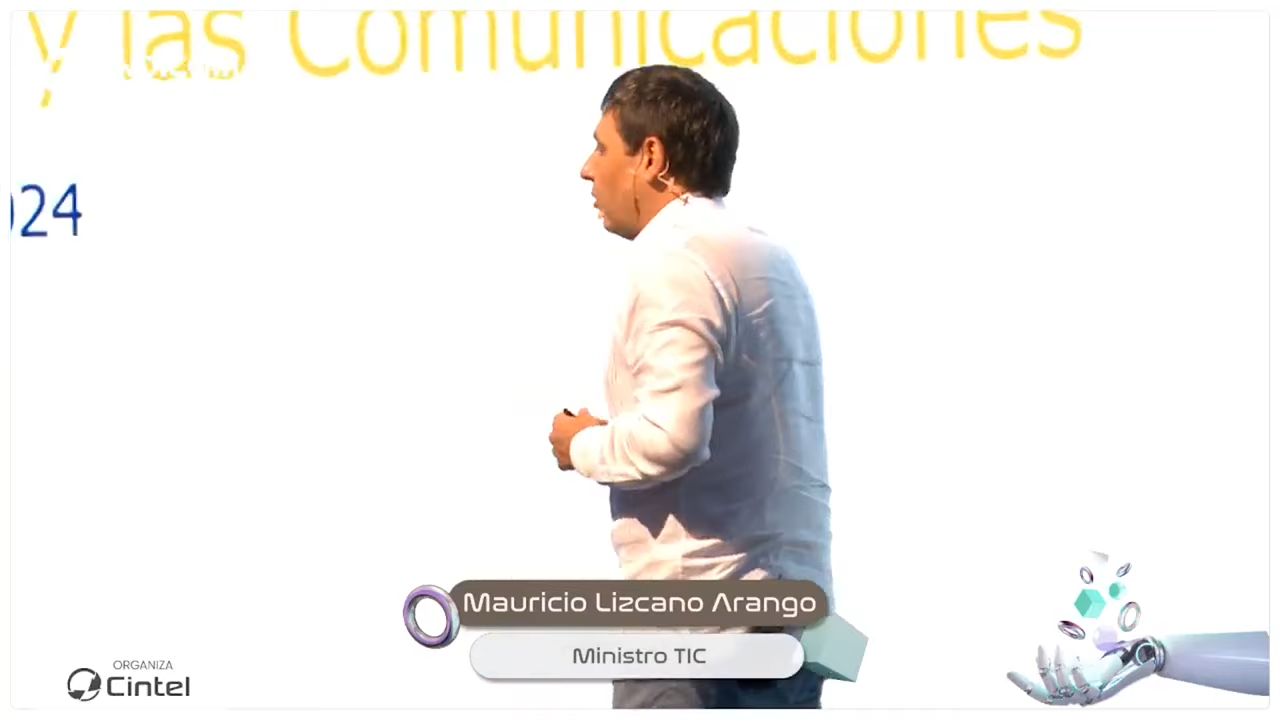 y las Comunicaciones
024
Mauricio Lizcano Arango
Ministro TIC
ORGANIZA
Cintel